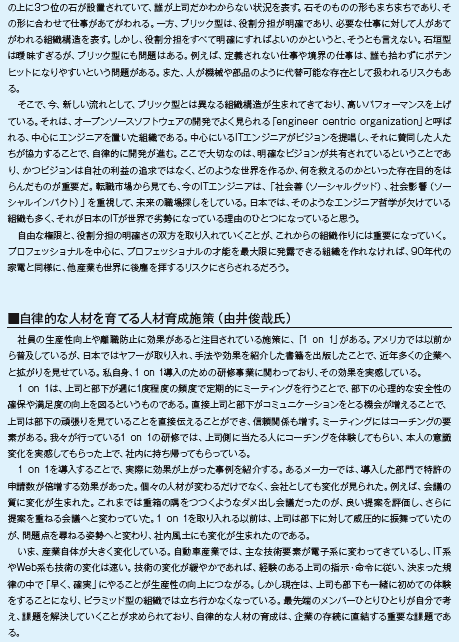 の上に3つ位の石が設置されていて、誰が上司だかわからない状況を表す。石そのものの形もまちまちであり、そ
の形に合わせて仕事があてがわれる。一方、ブリック型は、役割分担が明確であり、必要な仕事に対して人があて
がわれる組織構造を表す。しかし、役割分担をすべて明確にすればよいのかというと、そうとも言えない。石垣型
は曖昧すぎるが、ブリック型にも問題はある。例えば、定義されない仕事や境界の仕事は、誰も拾わずにポテン
ヒットになりやすいという問題がある。また、人が機械や部品のように代替可能な存在として扱われるリスクもあ
る。
そこで、今、新しい流れとして、ブリック型とは異なる組織構造が生まれてきており、高いパフォーマンスを上げ
ている。それは、オープンソースソフトウェアの開発でよく見られる「engineer centric organization」と呼ば
れる、中心にエンジニアを置いた組織である。中心にいるITエンジニアがビジョンを提唱し、それに賛同した人た
ちが協力することで、自律的に開発が進む。ここで大切なのは、明確なビジョンが共有されているということであ
り、かつビジョンは自社の利益の追求ではなく、どのような世界を作るか、何を救えるのかといった存在目的をは
らんだものが重要だ。転職市場から見ても、今のITエンジニアは、「社会善（ソーシャルグッド）、社会影響（ソー
シャルインパクト）」を重視して、未来の職場探しをしている。日本では、そのようなエンジニア哲学が欠けている
組織も多く、それが日本のITが世界で劣勢になっている理由のひとつになっていると思う。
自由な権限と、役割分担の明確さの双方を取り入れていくことが、これからの組織作りには重要になっていく。
プロフェッショナルを中心に、プロフェッショナルの才能を最大限に発露できる組織を作れなければ、90年代の
家電と同様に、他産業も世界に後塵を拝するリスクにさらされるだろう。
■自律的な人材を育てる人材育成施策（由井俊哉氏）
社員の生産性向上や離職防止に効果があると注目されている施策に、「1 on 1」がある。アメリカでは以前か
ら普及しているが、日本ではヤフーが取り入れ、手法や効果を紹介した書籍を出版したことで、近年多くの企業へ
と拡がりを見せている。私自身、1 on 1導入のための研修事業に関わっており、その効果を実感している。
1 on 1は、上司と部下が週に1度程度の頻度で定期的にミーティングを行うことで、部下の心理的な安全性の
確保や満足度の向上を図るというものである。直接上司と部下がコミュニケーションをとる機会が増えることで、
上司は部下の頑張りを見ていることを直接伝えることができ、信頼関係も増す。ミーティングにはコーチングの要
素がある。我々が行っている1 on 1の研修では、上司側に当たる人にコーチングを体験してもらい、本人の意識
変化を実感してもらった上で、社内に持ち帰ってもらっている。
1 on 1を導入することで、実際に効果が上がった事例を紹介する。あるメーカーでは、導入した部門で特許の
申請数が倍増する効果があった。個々の人材が変わるだけでなく、会社としても変化が見られた。例えば、会議の
質に変化が生まれた。これまでは重箱の隅をつつくようなダメ出し会議だったのが、良い提案を評価し、さらに
提案を重ねる会議へと変わっていた。1 on 1を取り入れる以前は、上司は部下に対して威圧的に振舞っていたの
が、問題点を尋ねる姿勢へと変わり、社内風土にも変化が生まれたのである。
いま、産業自体が大きく変化している。自動車産業では、主な技術要素が電子系に変わってきているし、IT系
やWeb系も技術の変化は速い。技術の変化が緩やかであれば、経験のある上司の指示・命令に従い、決まった規
律の中で「早く、確実」にやることが生産性の向上につながる。しかし現在は、上司も部下も一緒に初めての体験
をすることになり、ピラミッド型の組織では立ち行かなくなっている。最先端のメンバーひとりひとりが自分で考
え、課題を解決していくことが求められており、自律的な人材の育成は、企業の存続に直結する重要な課題であ
る。